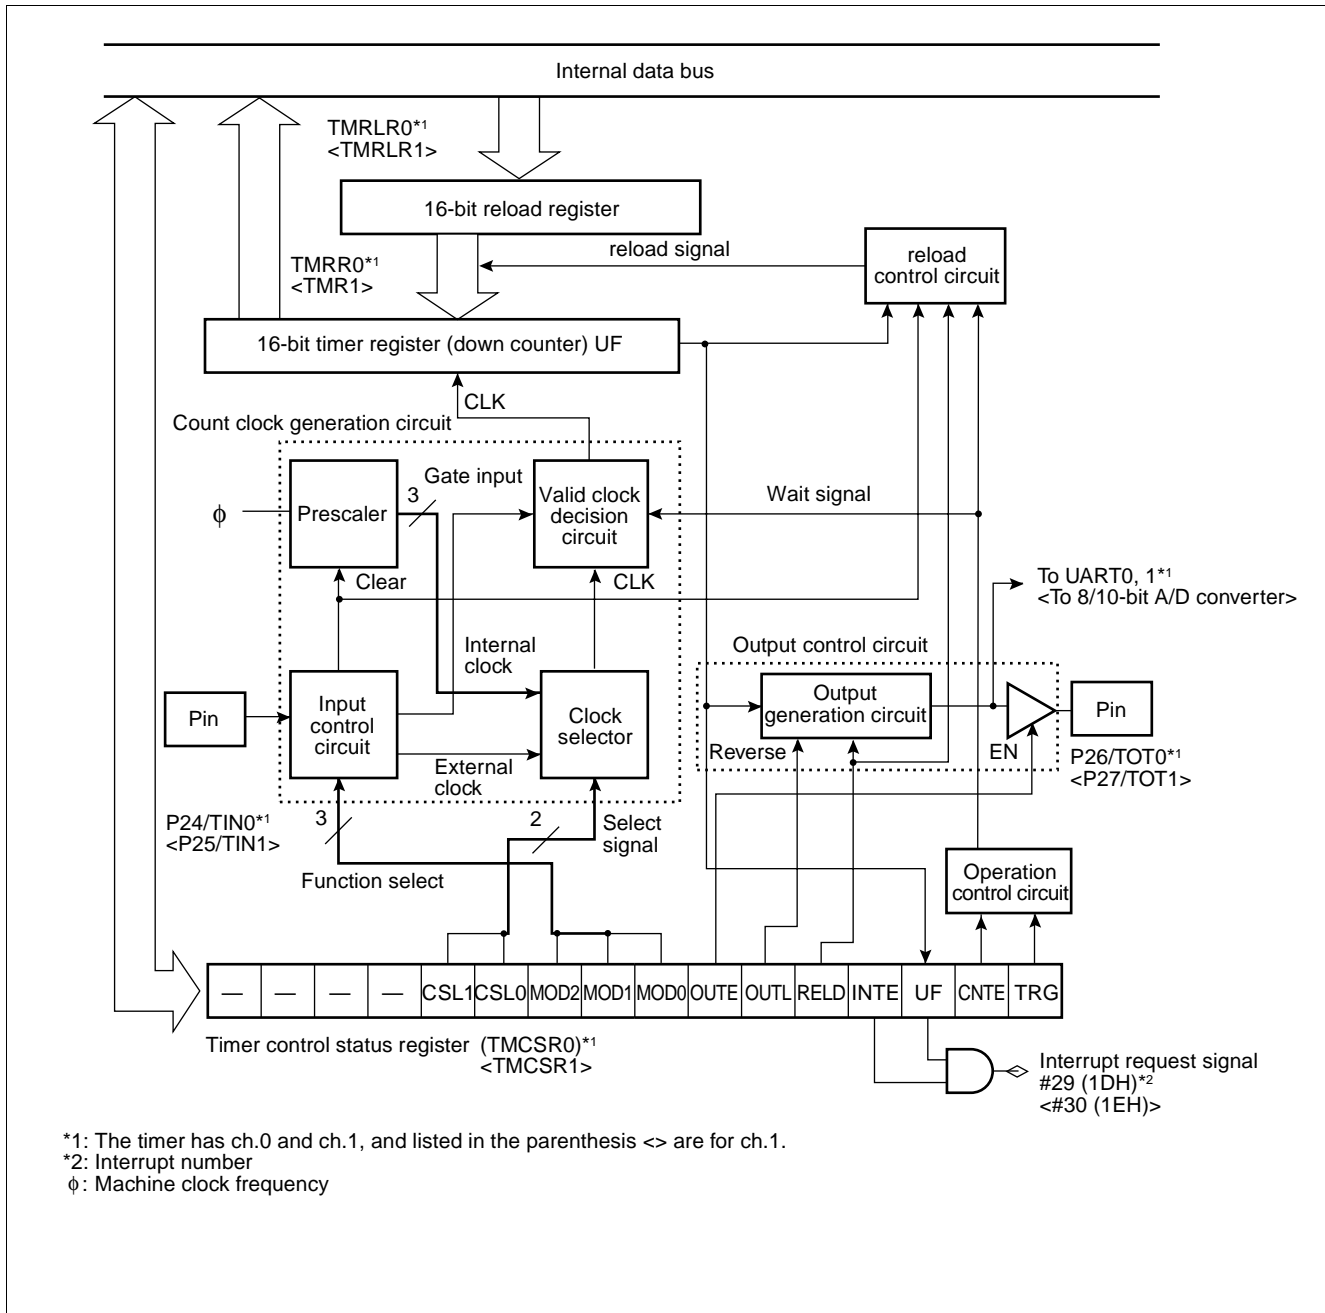 Internal data bus
TMRLR0*1
<TMRLR1>
16-bit reload register
reload signal
reload
control circuit
TMRR0*1
<TMR1>
16-bit timer register (down counter) UF
CLK
Count clock generation circuit
Gate input
3
Prescaler
Valid clock
decision
circuit
Wait signal
ϕ
Clear
CLK
To UART0, 1*1
<To 8/10-bit A/D converter>
Internal
clock
Output control circuit
Pin
Input
control
circuit
Clock
selector
Output
generation circuit
Pin
Reverse
EN
External
clock
P26/TOT0*1
<P27/TOT1>
P24/TIN0*1
<P25/TIN1>
3
2
Select
signal
Function select
Operation
control circuit
— — — — CSL1 CSL0 MOD2 MOD1 MOD0 OUTE OUTL RELD INTE UF CNTE TRG
Timer control status register (TMCSR0)*1
<TMCSR1>
Interrupt request signal
#29 (1DH)*2
<#30 (1EH)>
*1: The timer has ch.0 and ch.1, and listed in the parenthesis <> are for ch.1.
*2: Interrupt number
ϕ: Machine clock frequency